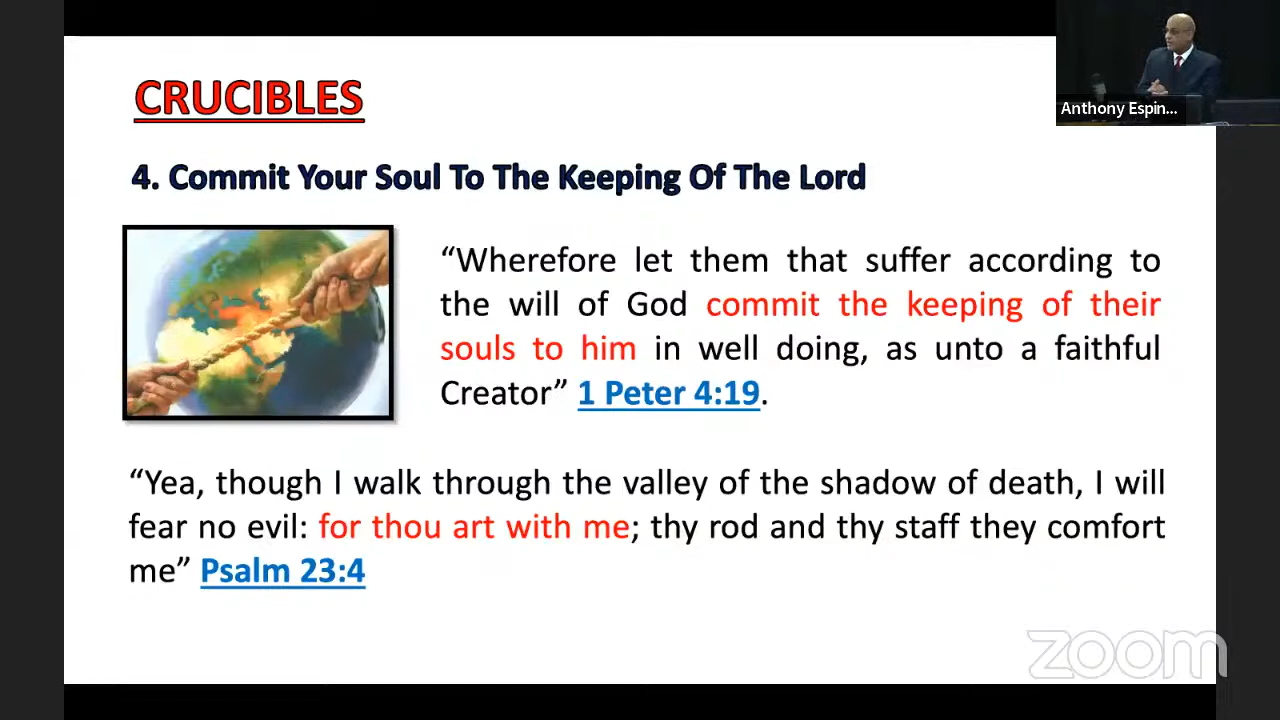 Anthony Espin...
CRUCIBLES
4. Commit Your Soul To The Keeping Of The Lord
“Wherefore let them that suffer according to
the will of God commit the keeping of their
souls to him in well doing, as unto a faithful
Creator” 1 Peter 4:19.
“Yea, though I walk through the valley of the shadow of death, I will
fear no evil: for thou art with me; thy rod and thy staff they comfort
me” Psalm 23:4
zoom